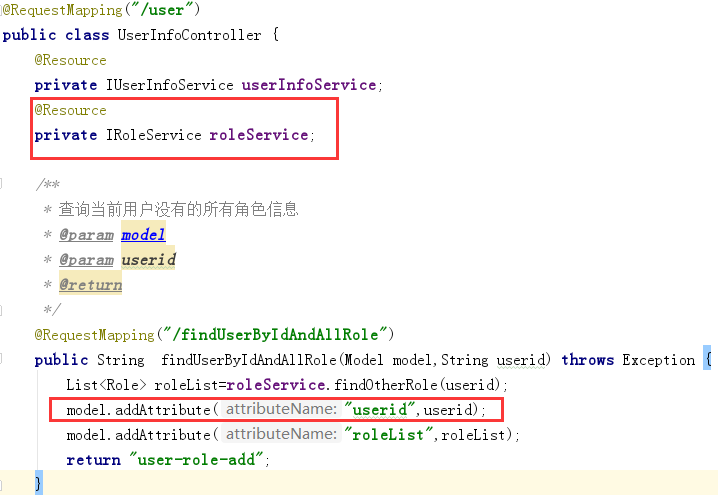 @RequestMapping("/user")
public class UserInfoController {
@Resource
private IUserInfoService userInfoService;
@Resource
private IRoleService roleService;
/**
* 查询当前用户没有的所有角色信息
* @param model
* @param userid
* @return
*/
@RequestMapping("/findUserByIdAndAllRole")
public String  findUserByIdAndAllRole(Model model,String userid) throws Exception {
List<Role> roleList=roleService.findOtherRole(userid);
model.addAttribute( attributeName: "userid",userid);
model.addAttribute( attributeName: "roleList",roleList);
return "user-role-add";
}